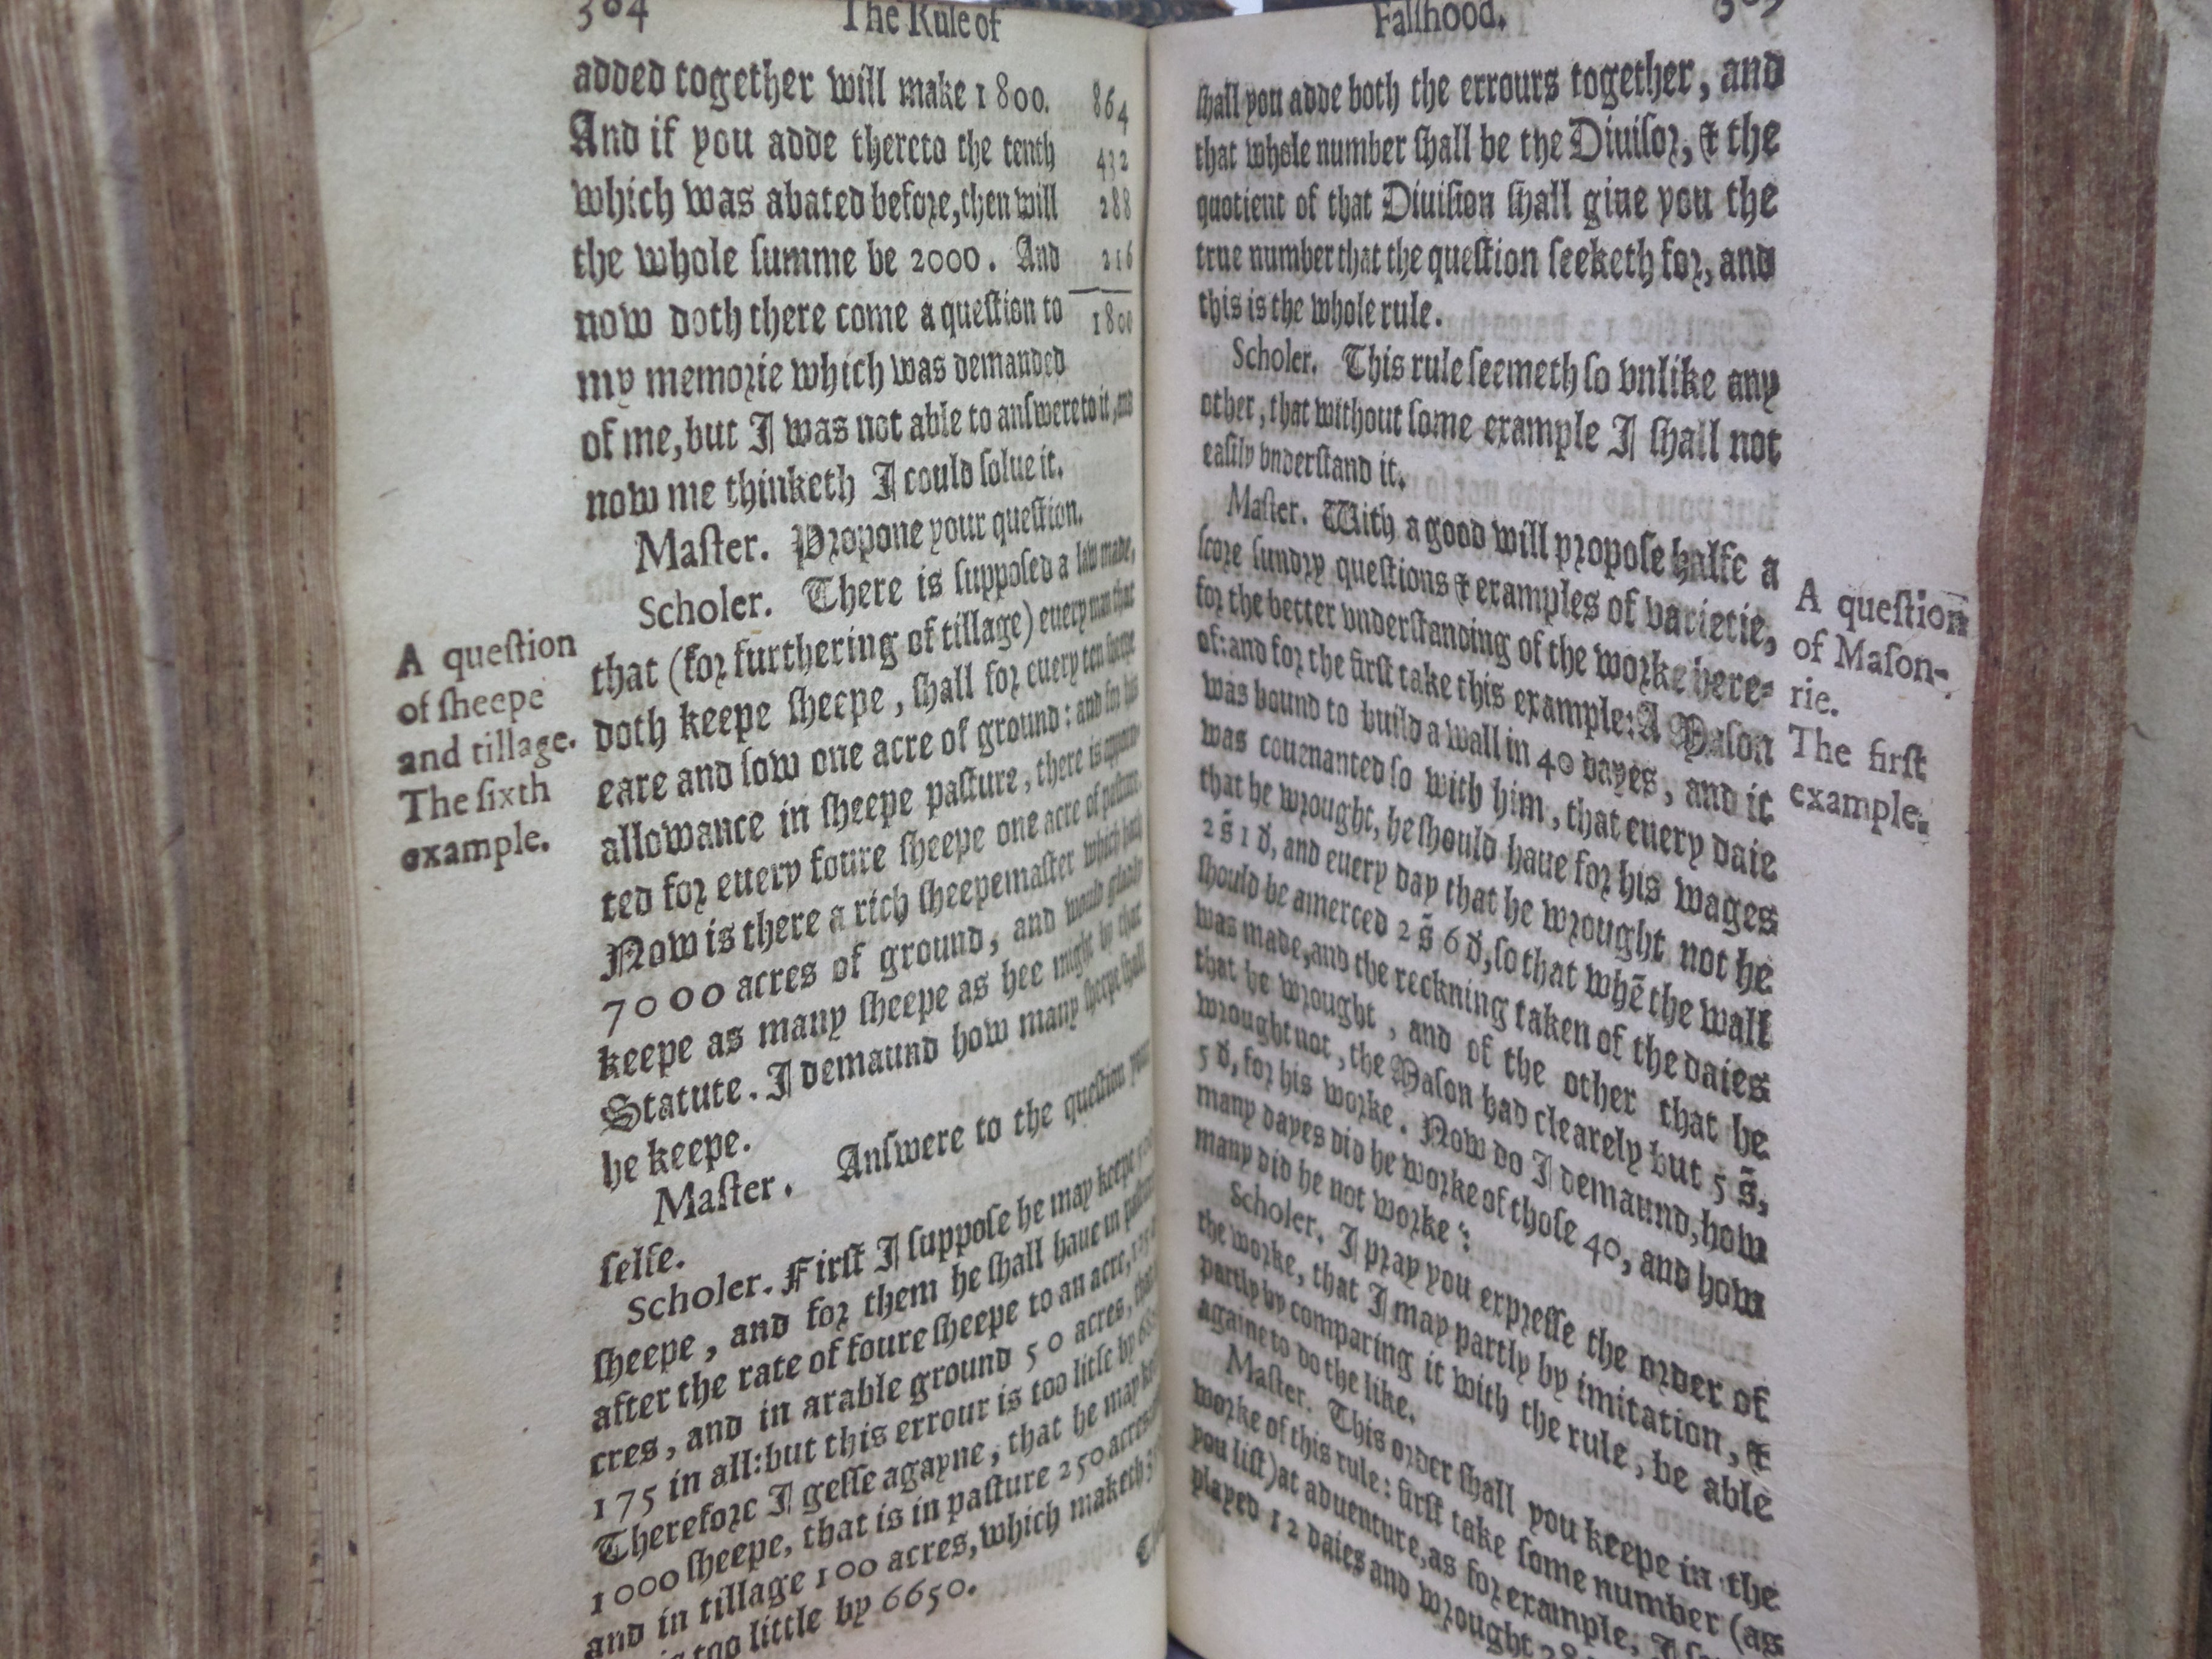 304 The Rule of
added together will make 1800. 864
And if you adde thereto the tenth 432
which was abated before, then will 288
the whole ſumme be 2000. And 216
now doth there come a queſtion to 1800
my memorie which was demanded
of me, but I was not able to anſwere to it, and
now me thinketh I could ſolue it.
Maſter. Propone your queſtion.
Scholer. There is ſuppoſed a law made,
that (for furthering of tillage) euery man that
doth keepe ſheepe, ſhall for euery ten ſheepe
eare and ſow one acre of ground: and for his
allowance in ſheepe paſture, there is appoin-
ted for euery foure ſheepe one acre of paſture.
Now is there a rich ſheepemaſter which hath
7000 acres of ground, and would gladly
keepe as many ſheepe as hee might by that
Statute. I demaund how many ſheepe ſhall
he keepe.
Maſter. Anſwere to the queſtion your
ſelfe.
Scholer. Firſt I ſuppoſe he may keepe
ſheepe, and for them he ſhall haue in
after the rate of foure ſheepe to an acre,
cres, and in arable ground 50 acres, that
175 in all: but this errour is too litle by
Therefore I geſſe agayne, that he may
1000 ſheepe, that is in paſture 250 acres
and in tillage 100 acres, which maketh
too little by 6650.
A queſtion
of ſheepe
and tillage.
The ſixth
example.
Falſhood.
ſhall you adde both the errours together, and
that whole number ſhall be tye Diuiſor, & the
quotient of that Diuiſion ſhall giue you the
true number that the queſtion ſeeketh for, and
this is the whole rule.
Scholer. This rule ſeemeth ſo vnlike any
other, that without ſome example I ſhall not
eaſily vnderſtand it.
Maſter. With a good will propoſe halfe a
ſcore ſundry queſtions & examples of varietie,
for the better vnderſtanding of the worke here-
of: and for the firſt take this example: A Maſon
was bound to build a wall in 40 dayes, and it
was couenanted ſo with him, that euery daie
that he wrought, he ſhould haue for his wages
2 s̃ 1 d, and euery day that he wrought not he
ſhould be amerced 2 s̃ 6 d, ſo that whẽ the wall
was made, and the reckning taken of the daies
that he wrought, and of the other that he
wrought not, the Maſon had clearely but 5 s̃,
5 d, for his worke. Now do I demaund, how
many dayes did he worke of thoſe 40, and how
many did he not worke?
Scholer. I pray you expreſſe the order of
the worke, that I may partly by imitation, &
partly by comparing it with the rule, be able
againe to do the like.
Maſter. This order ſhall you keepe in the
worke of this rule: firſt take ſome number (as
you liſt) at aduenture, as for example, I
played 12 daies and wrought
A queſtion
of Maſon-
rie.
The firſt
example.